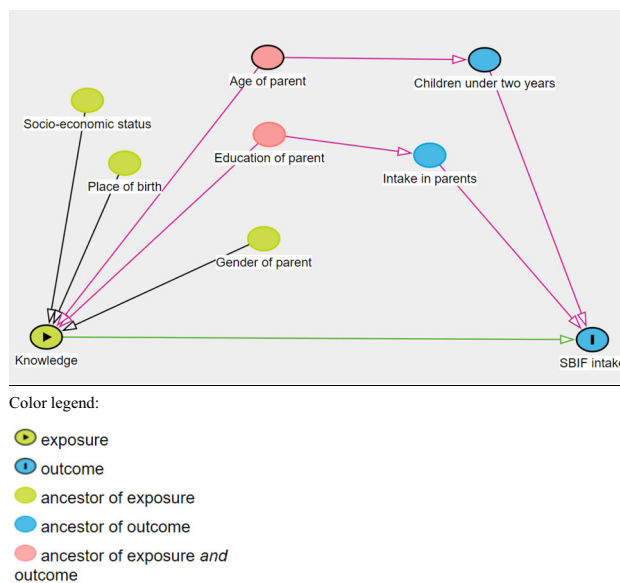 Age of parent
Children under two years
Socio-economic status
Education of parent
Intake in parents
Place of birth
Gender of parent
Knowledge
SBIF intake
Color legend:
exposure
outcome
ancestor of exposure
ancestor of outcome
ancestor of exposure and
outcome